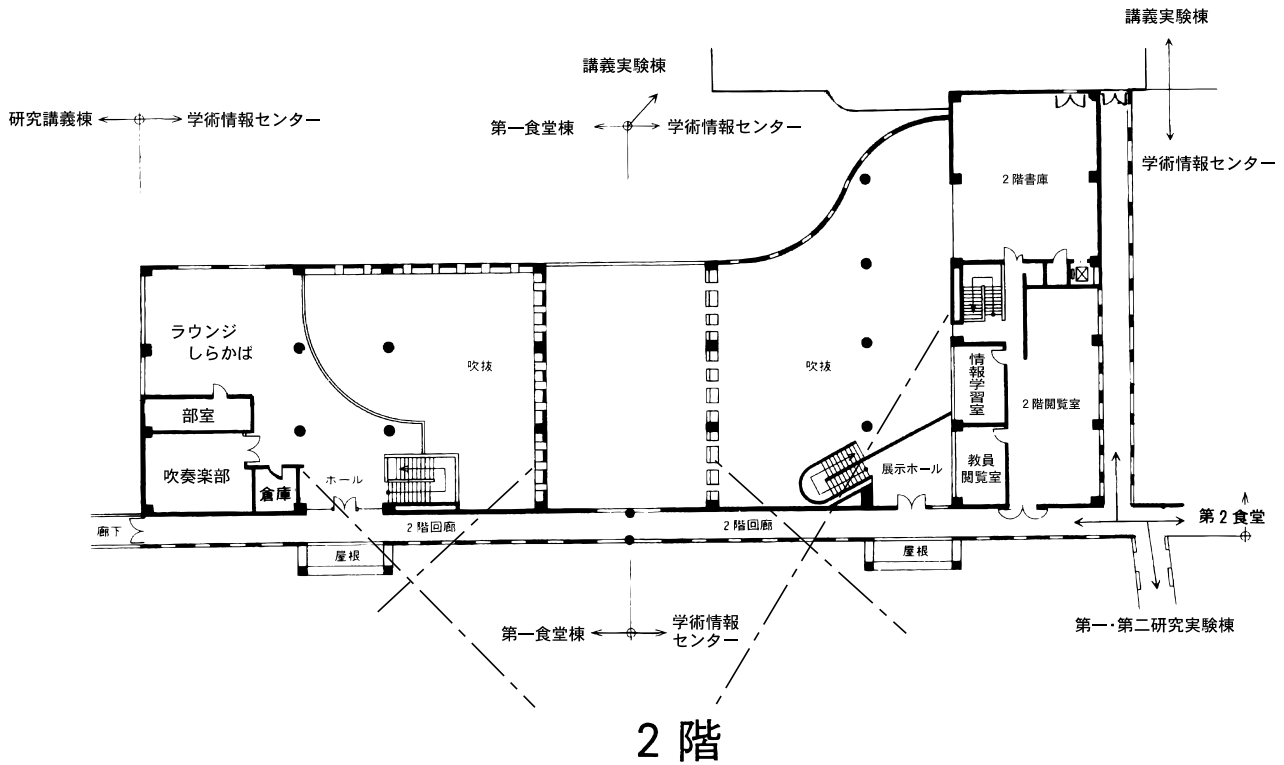 講義実験棟
講義実験棟
研究講義棟
学術情報センター
第一食堂棟
学術情報センター
学術情報センター
2階書庫
ラウンジ
しらかば
吹抜
吹抜
情報学習室
2階閲覧室
部室
吹奏楽部
倉庫
ホール
展示ホール
教員
閲覧室
廊下
2階回廊
2階回廊
第2食堂
屋根
屋根
第一食堂棟
学術情報
センター
第一・第二研究実験棟
2階